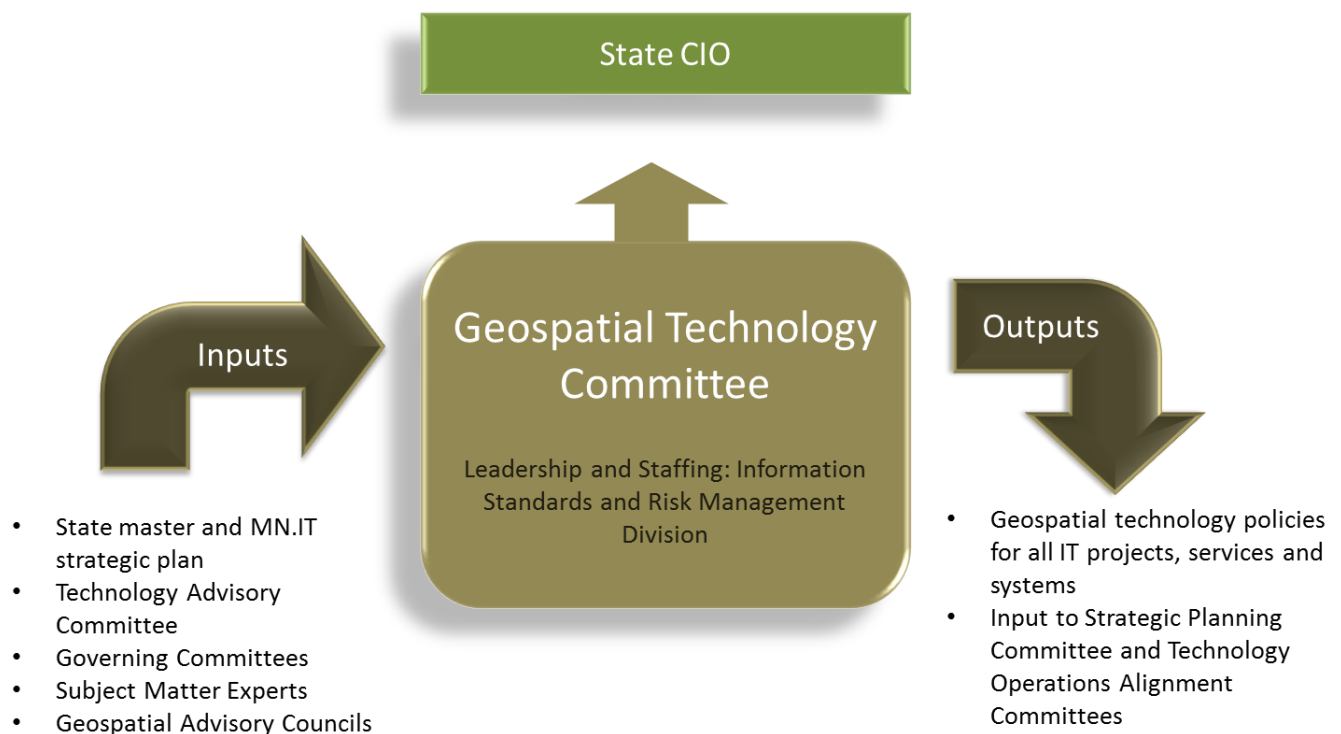 State CIO
Inputs
Geospatial Technology
Committee
Leadership and Staffing: Information
Standards and Risk Management
Division
Outputs
• State master and MN.IT
strategic plan
• Technology Advisory
Committee
• Governing Committees
• Subject Matter Experts
• Geospatial Advisory Councils
• Geospatial technology policies
for all IT projects, services and
systems
• Input to Strategic Planning
Committee and Technology
Operations Alignment
Committees